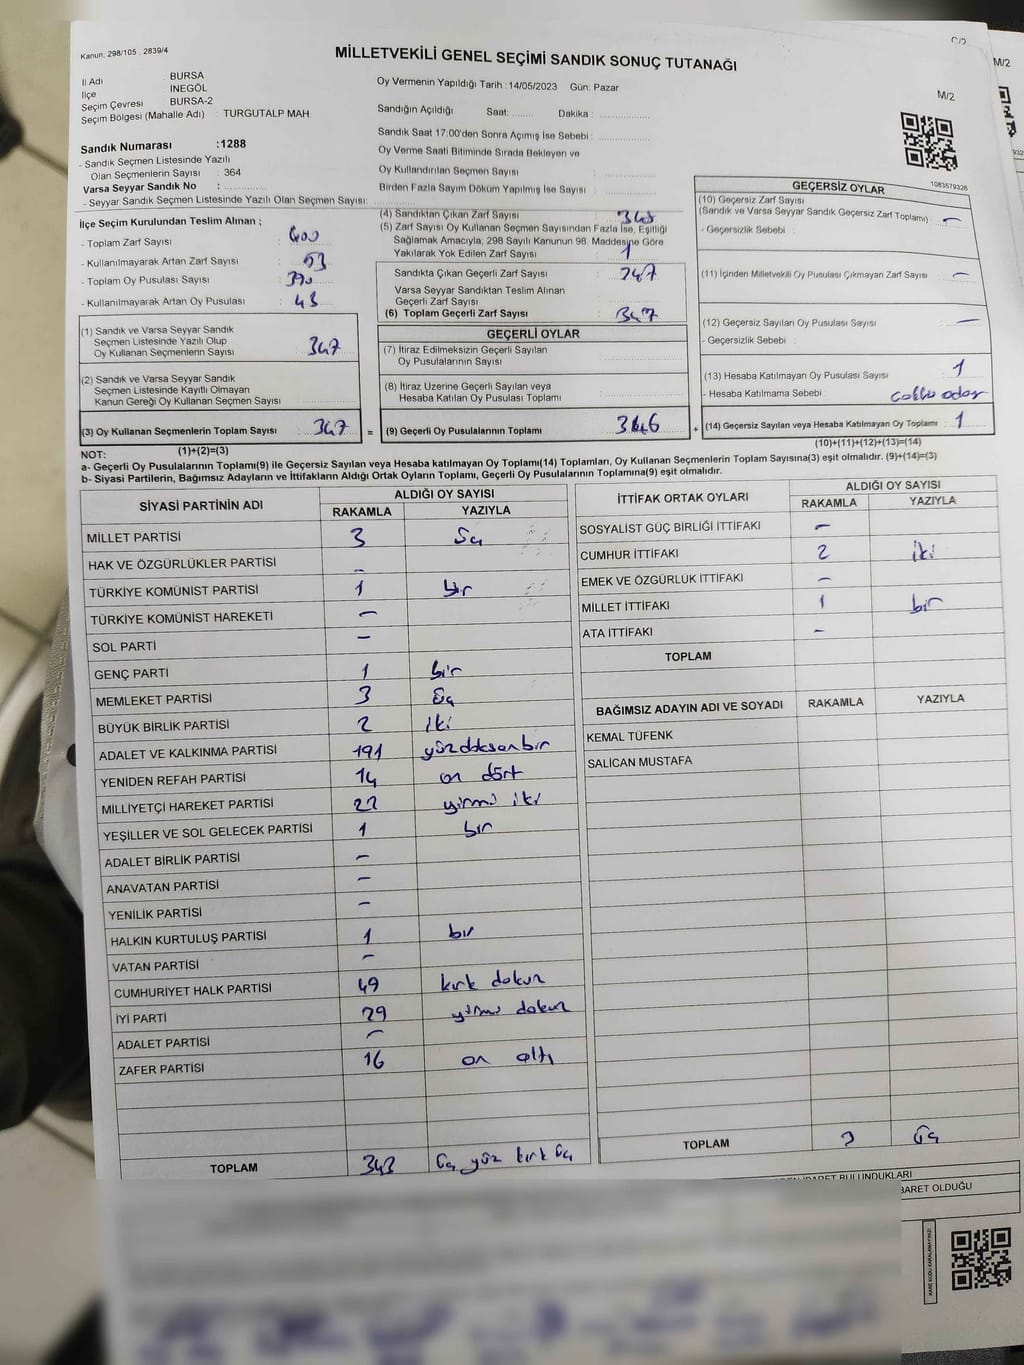 Kanun: 298/105 , 2839/4
MİLLETVEKİLİ GENEL SEÇİMİ SANDIK SONUÇ TUTANAĞI
M/2
M/2
İl Adı : BURSA
İlçe : İNEGÖL
Seçim Çevresi : BURSA-2
Seçim Bölgesi (Mahalle Adı) : TURGUTALP MAH.
Oy Vermenin Yapıldığı Tarih :14/05/2023 Gün: Pazar
Sandığın Açıldığı Saat: ........ Dakika : ................
Sandık Saat 17:00'den Sonra Açımış İse Sebebi : ................
Oy Verme Saati Bitiminde Sırada Bekleyen ve
Oy Kullandırılan Seçmen Sayısı : ................
Birden Fazla Sayım Döküm Yapılmış İse Sayısı : ................
Sandık Numarası :1288
- Sandık Seçmen Listesinde Yazılı
Olan Seçmenlerin Sayısı : 364
Varsa Seyyar Sandık No : ................
- Seyyar Sandık Seçmen Listesinde Yazılı Olan Seçmen Sayısı: ................
1083579326
İlçe Seçim Kurulundan Teslim Alınan ;
- Toplam Zarf Sayısı : 400
- Kullanılmayarak Artan Zarf Sayısı : 53
- Toplam Oy Pusulası Sayısı : 390
- Kullanılmayarak Artan Oy Pusulası : 43
(1) Sandık ve Varsa Seyyar Sandık
Seçmen Listesinde Yazılı Olup
Oy Kullanan Seçmenlerin Sayısı : 347
(2) Sandık ve Varsa Seyyar Sandık
Seçmen Listesinde Kayıtlı Olmayan
Kanun Gereği Oy Kullanan Seçmen Sayısı :
(3) Oy Kullanan Seçmenlerin Toplam Sayısı : 347 =
(1)+(2)=(3)
(4) Sandıktan Çıkan Zarf Sayısı : 348
(5) Zarf Sayısı Oy Kullanan Seçmen Sayısından Fazla İse, Eşitliği
Sağlamak Amacıyla; 298 Sayılı Kanunun 98. Maddesine Göre
Yakılarak Yok Edilen Zarf Sayısı : 1
Sandıkta Çıkan Geçerli Zarf Sayısı : 347
Varsa Seyyar Sandıktan Teslim Alınan
Geçerli Zarf Sayısı :
(6) Toplam Geçerli Zarf Sayısı : 347
GEÇERLİ OYLAR
(7) İtiraz Edilmeksizin Geçerli Sayılan
Oy Pusulalarının Sayısı :
(8) İtiraz Üzerine Geçerli Sayılan veya
Hesaba Katılan Oy Pusulası Toplamı :
(9) Geçerli Oy Pusulalarının Toplamı : 346 +
GEÇERSİZ OYLAR
(10) Geçersiz Zarf Sayısı
(Sandık ve Varsa Seyyar Sandık Geçersiz Zarf Toplamı) : –
- Geçersizlik Sebebi :
(11) İçinden Milletvekili Oy Pusulası Çıkmayan Zarf Sayısı : –
(12) Geçersiz Sayılan Oy Pusulası Sayısı : –
- Geçersizlik Sebebi :
(13) Hesaba Katılmayan Oy Pusulası Sayısı : 1
- Hesaba Katılmama Sebebi :
(14) Geçersiz Sayılan veya Hesaba Katılmayan Oy Toplamı : 1
(10)+(11)+(12)+(13)=(14)
NOT:
a- Geçerli Oy Pusulalarının Toplamı(9) ile Geçersiz Sayılan veya Hesaba katılmayan Oy Toplamı(14) Toplamları, Oy Kullanan Seçmenlerin Toplam Sayısına(3) eşit olmalıdır. (9)+(14)=(3)
b- Siyasi Partilerin, Bağımsız Adayların ve İttifakların Aldığı Ortak Oyların Toplamı, Geçerli Oy Pusulalarının Toplamına(9) eşit olmalıdır.
SİYASİ PARTİNİN ADI ALDIĞI OY SAYISI
RAKAMLA YAZIYLA
MİLLET PARTİSİ 3 üç
HAK VE ÖZGÜRLÜKLER PARTİSİ –
TÜRKİYE KOMÜNİST PARTİSİ 1 bir
TÜRKİYE KOMÜNİST HAREKETİ –
SOL PARTİ –
GENÇ PARTİ 1 bir
MEMLEKET PARTİSİ 3 üç
BÜYÜK BİRLİK PARTİSİ 2 iki
ADALET VE KALKINMA PARTİSİ 191 yüzdoksanbir
YENİDEN REFAH PARTİSİ 14 on dört
MİLLİYETÇİ HAREKET PARTİSİ 22 yirmi iki
YEŞİLLER VE SOL GELECEK PARTİSİ 1 bir
ADALET BİRLİK PARTİSİ –
ANAVATAN PARTİSİ –
YENİLİK PARTİSİ –
HALKIN KURTULUŞ PARTİSİ 1 bir
VATAN PARTİSİ –
CUMHURİYET HALK PARTİSİ 49 kırk dokuz
İYİ PARTİ 29 yirmi dokuz
ADALET PARTİSİ –
ZAFER PARTİSİ 16 on altı
TOPLAM 343 üç yüz kırk üç
İTTİFAK ORTAK OYLARI ALDIĞI OY SAYISI
RAKAMLA YAZIYLA
SOSYALİST GÜÇ BİRLİĞİ İTTİFAKI –
CUMHUR İTTİFAKI 2 iki
EMEK VE ÖZGÜRLÜK İTTİFAKI –
MİLLET İTTİFAKI 1 bir
ATA İTTİFAKI –
TOPLAM
BAĞIMSIZ ADAYIN ADI VE SOYADI RAKAMLA YAZIYLA
KEMAL TÜFENK
SALİCAN MUSTAFA
TOPLAM 3 üç
BULUNDUKLARI
BARET OLDUĞU